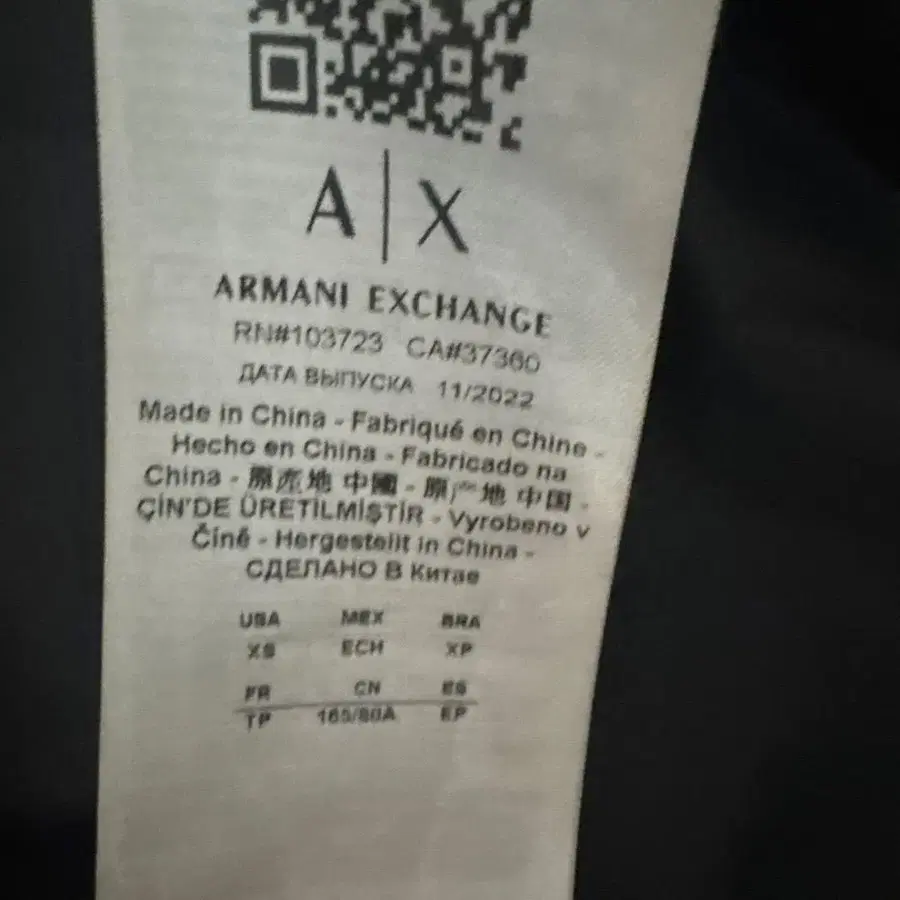 A|X
ARMANI EXCHANGE
RN#103723 CA#37360
ДАТА ВЫПУСКА 11/2022
Made in China - Fabriqué en Chine -
Hecho en China - Fabricado na
China - 原产地 中國 - 原产地 中国 -
ÇİN'DE ÜRETİLMİŞTİR - Vyrobeno v
Číně - Hergestellt in China -
СДЕЛАНО В Китае
USA MEX BRA
XS ECH XP
FR CN ES
TP 165/80A EP